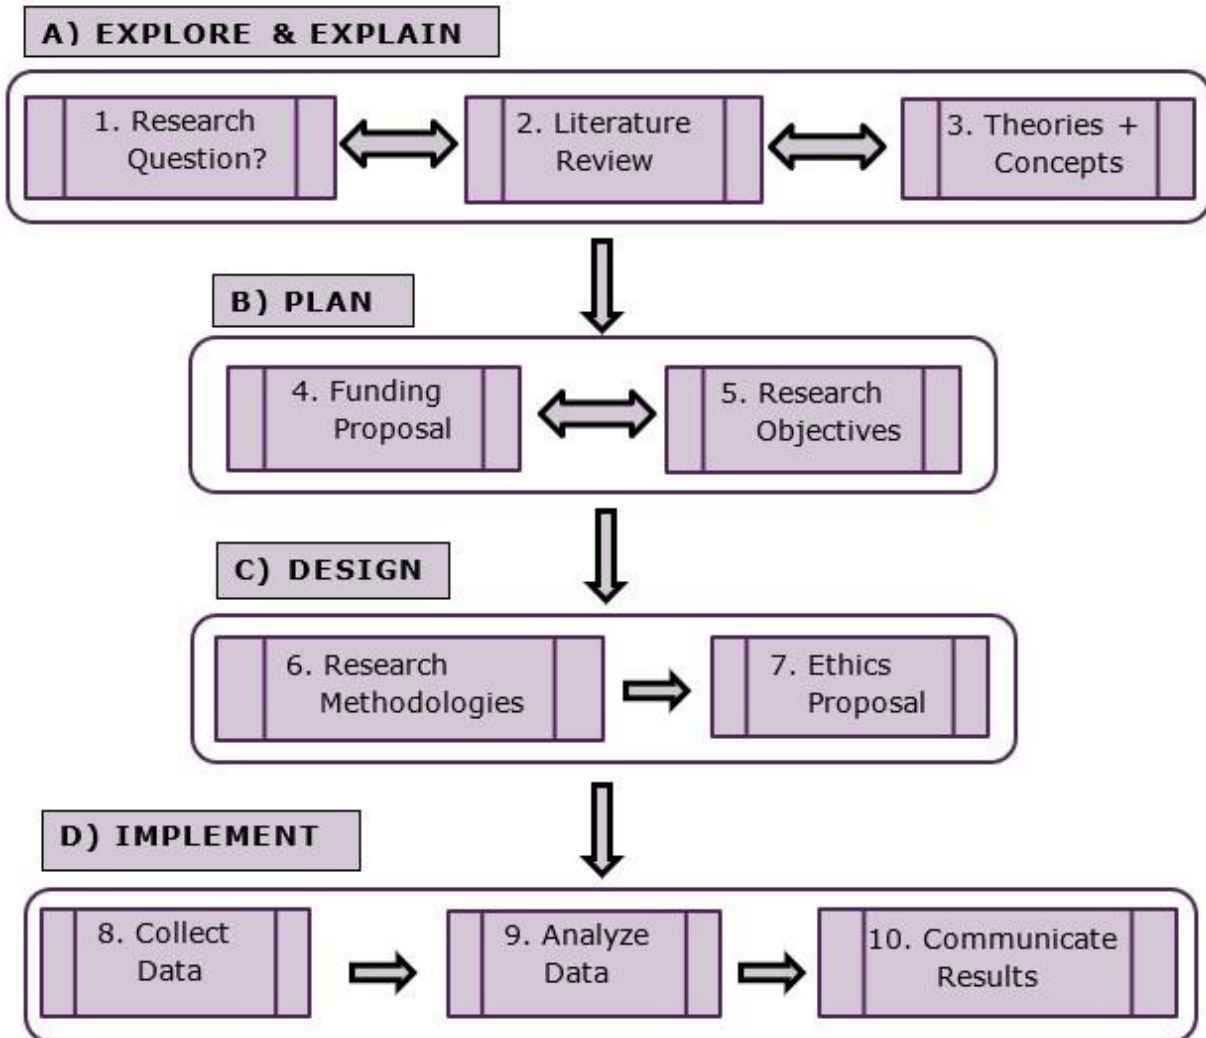 A) EXPLORE & EXPLAIN
1. Research
Question?
2. Literature
Review
3. Theories +
Concepts
B) PLAN
4. Funding
Proposal
5. Research
Objectives
C) DESIGN
6. Research
Methodologies
7. Ethics
Proposal
D) IMPLEMENT
8. Collect
Data
9. Analyze
Data
10. Communicate
Results